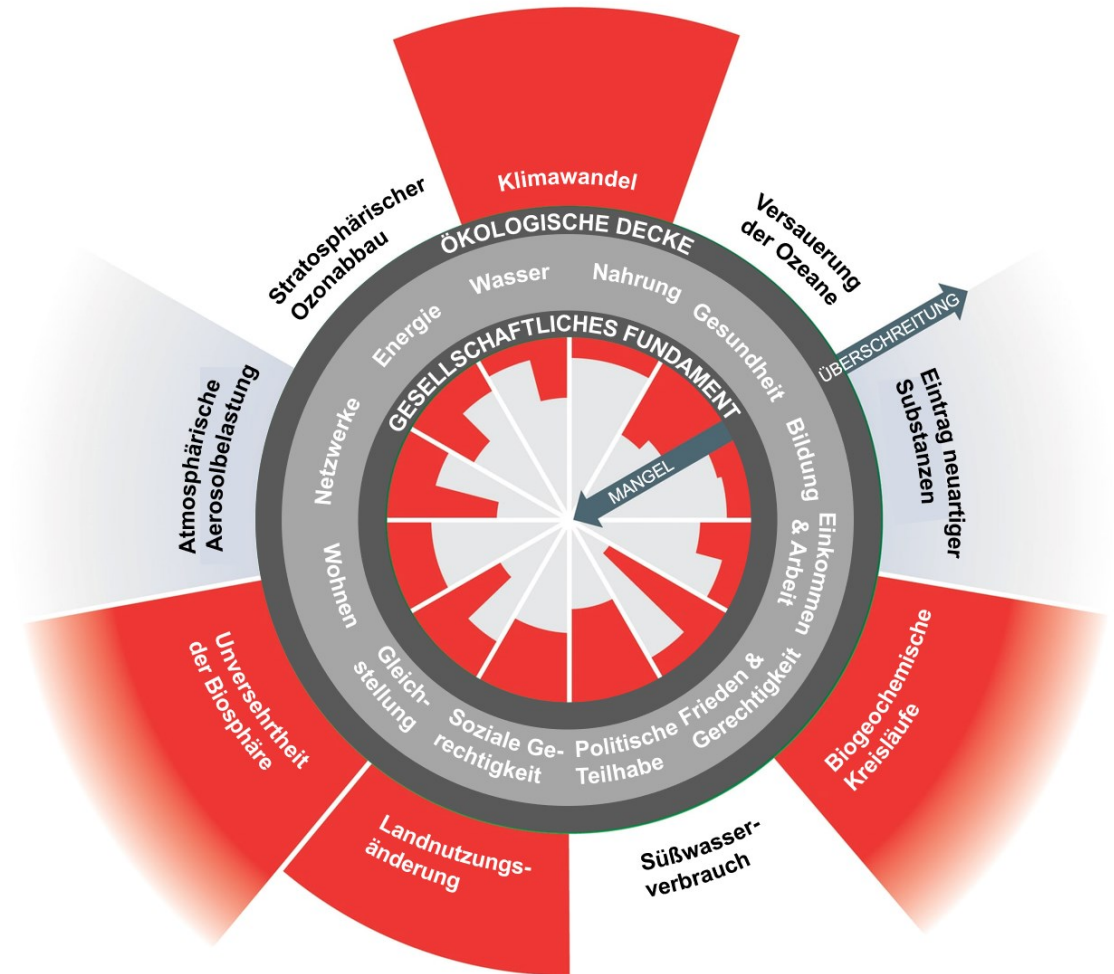 Klimawandel
Versauerung
der Ozeane
ÜBERSCHREITUNG
Eintrag neuartiger
Substanzen
Biogeochemische
Kreisläufe
Süßwasser-
verbrauch
Landnutzungs-
änderung
Unversehrtheit
der Biosphäre
Atmosphärische
Aerosolbelastung
Stratosphärischer
Ozonabbau
ÖKOLOGISCHE DECKE
Wasser
Nahrung
Gesundheit
Bildung
Einkommen
& Arbeit
Frieden &
Gerechtigkeit
Politische
Teilhabe
Soziale Ge-
rechtigkeit
Gleich-
stellung
Wohnen
Netzwerke
Energie
GESELLSCHAFTLICHES FUNDAMENT
MANGEL